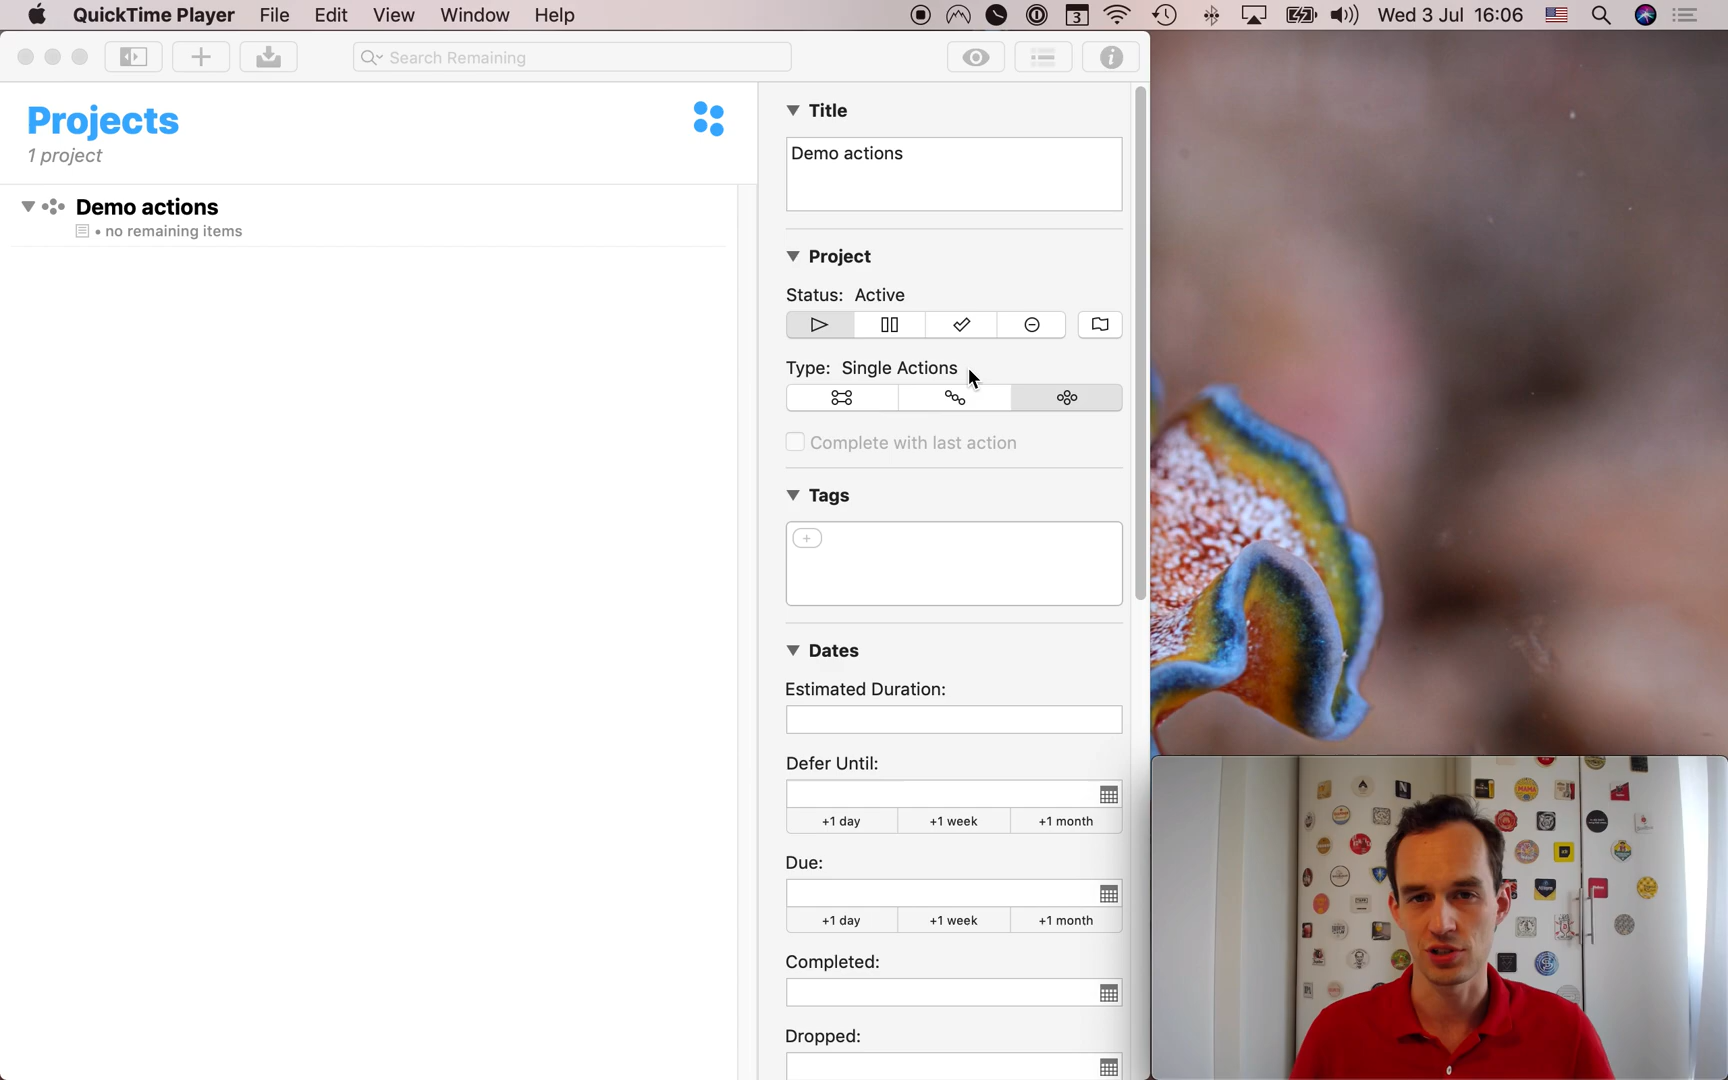 QuickTime Player File Edit View Window Help 3 Wed 3 Jul 16:06
Search Remaining
Projects
1 project
Demo actions
• no remaining items
Title
Demo actions
Project
Status: Active
Type: Single Actions
Complete with last action
Tags
Dates
Estimated Duration:
Defer Until:
+1 day +1 week +1 month
Due:
+1 day +1 week +1 month
Completed:
Dropped: